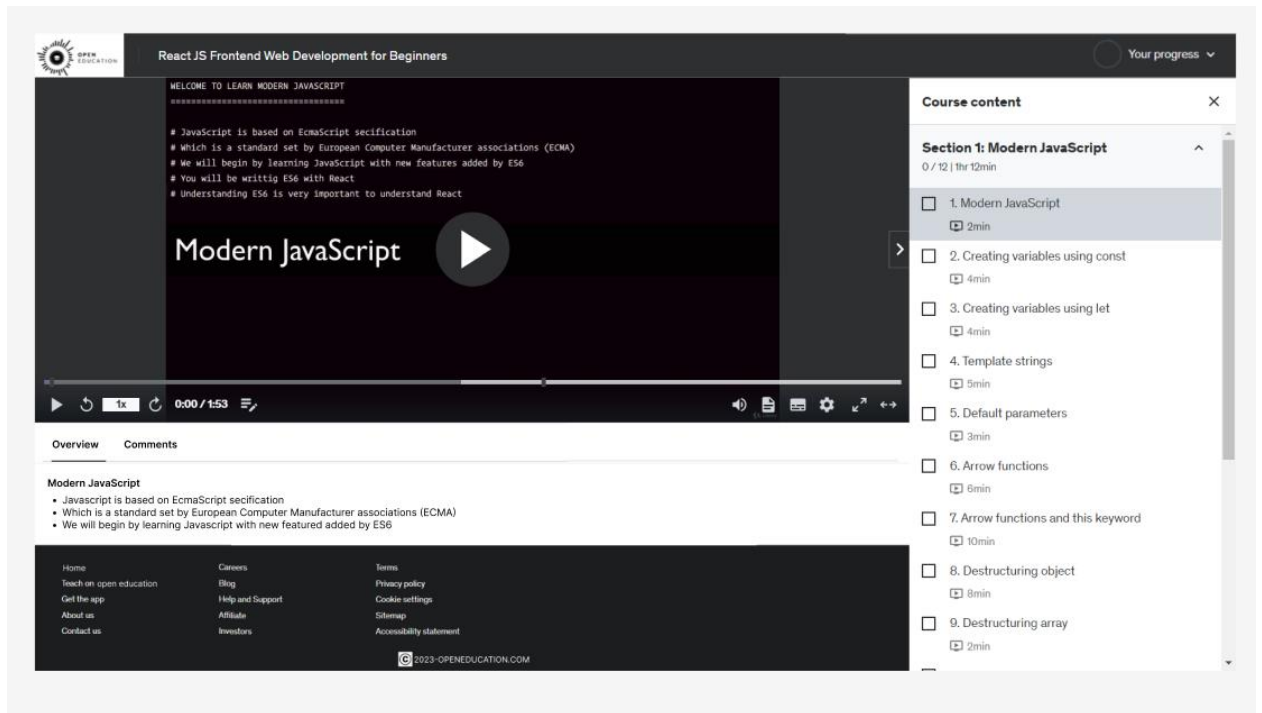 OPEN
EDUCATION
React JS Frontend Web Development for Beginners
Your progress
WELCOME TO LEARN MODERN JAVASCRIPT
==================================
# JavaScript is based on EcmaScript secification
# Which is a standard set by European Computer Manufacturer associations (ECMA)
# We will begin by learning JavaScript with new features added by ES6
# You will be writtig ES6 with React
# Understanding ES6 is very important to understand React
Modern JavaScript
1x
0:00 / 1:53
Overview
Comments
Modern JavaScript
• Javascript is based on EcmaScript secification
• Which is a standard set by European Computer Manufacturer associations (ECMA)
• We will begin by learning Javascript with new featured added by ES6
Course content
Section 1: Modern JavaScript
0 / 12 | 1hr 12min
1. Modern JavaScript
2min
2. Creating variables using const
4min
3. Creating variables using let
4min
4. Template strings
5min
5. Default parameters
3min
6. Arrow functions
6min
7. Arrow functions and this keyword
10min
8. Destructuring object
8min
9. Destructuring array
2min
Home
Teach on open education
Get the app
About us
Contact us
Careers
Blog
Help and Support
Affiliate
Investors
Terms
Privacy policy
Cookie settings
Sitemap
Accessibility statement
© 2023-OPENEDUCATION.COM